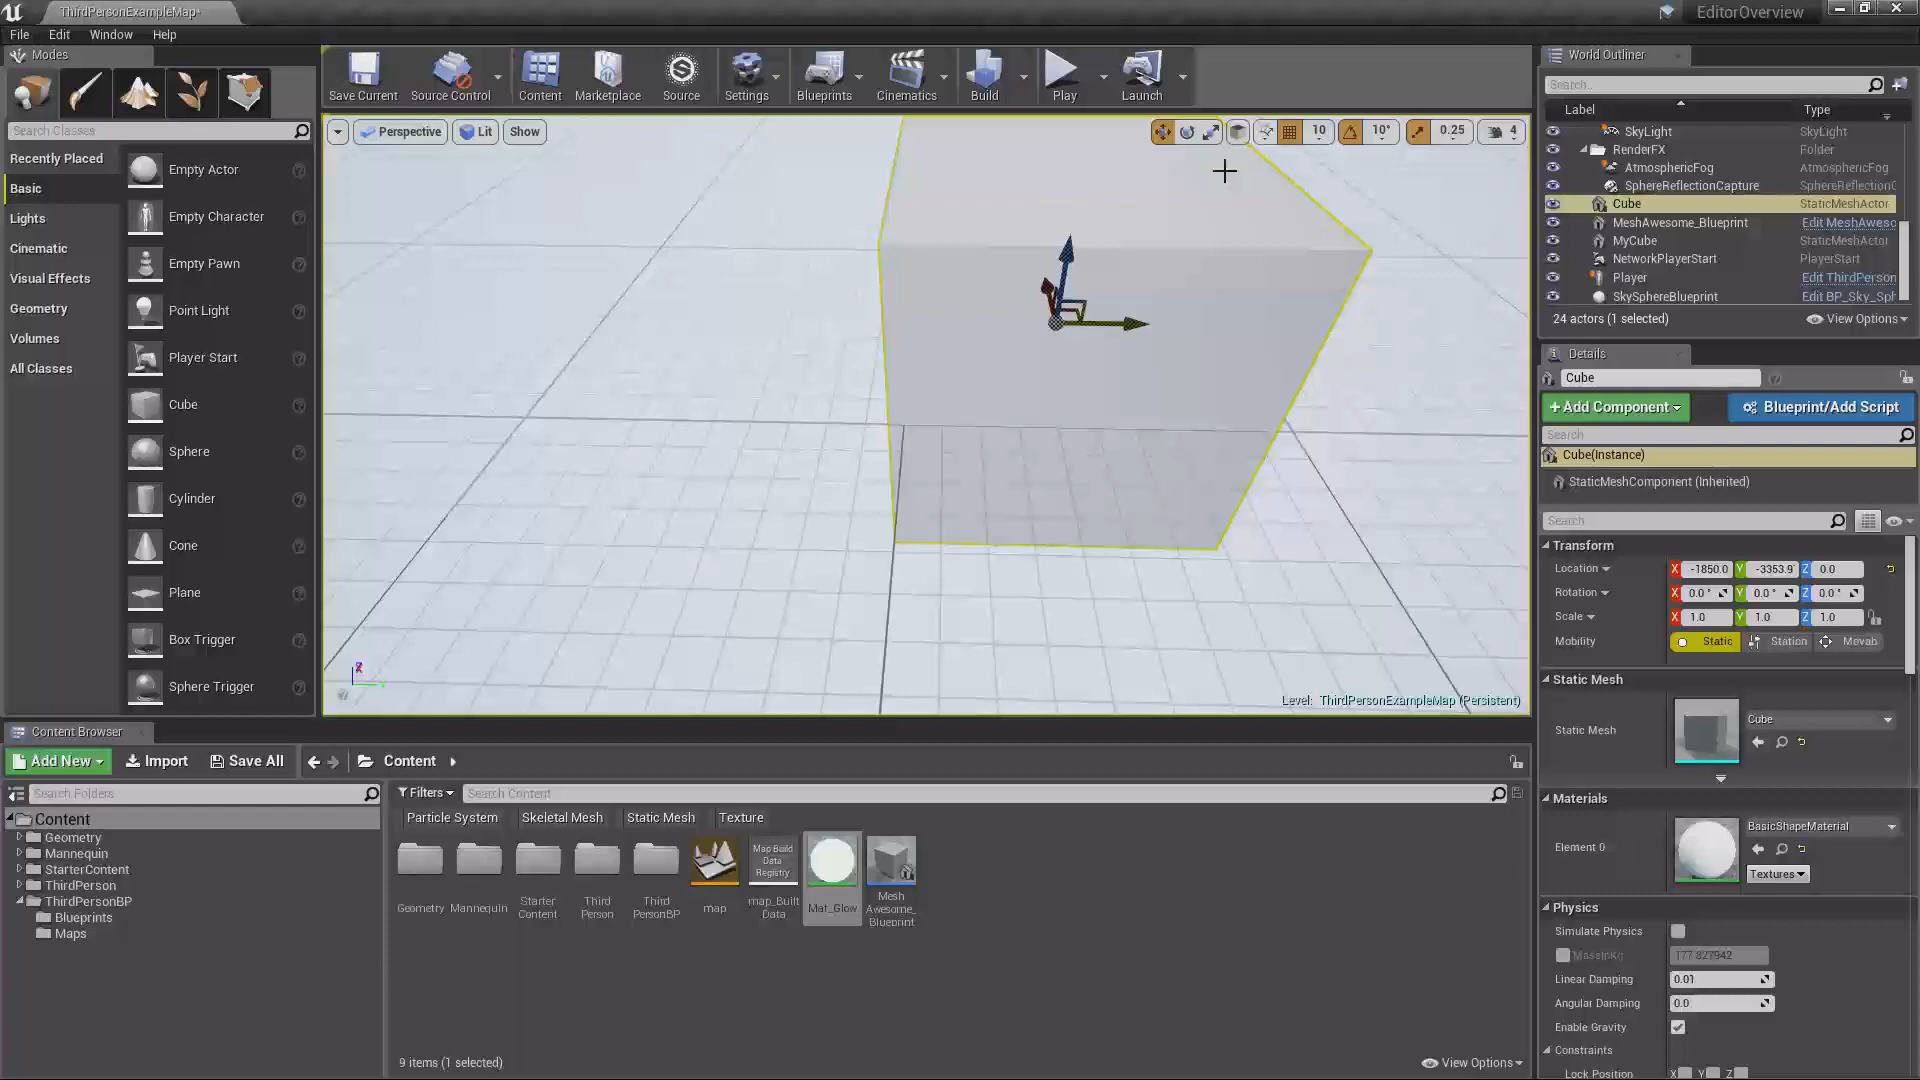 ThirdPersonExampleMap*
EditorOverview
File Edit Window Help
Modes
Search Classes
Recently Placed
Basic
Lights
Cinematic
Visual Effects
Geometry
Volumes
All Classes
Empty Actor
Empty Character
Empty Pawn
Point Light
Player Start
Cube
Sphere
Cylinder
Cone
Plane
Box Trigger
Sphere Trigger
Save Current
Source Control
Content
Marketplace
Source
Settings
Blueprints
Cinematics
Build
Play
Launch
Perspective Lit Show
10 10° 0.25 4
Level: ThirdPersonExampleMap (Persistent)
World Outliner
Search...
Label Type
SkyLight SkyLight
RenderFX Folder
AtmosphericFog AtmosphericFog
SphereReflectionCapture SphereReflectionC
Cube StaticMeshActor
MeshAwesome_Blueprint Edit MeshAweso
MyCube StaticMeshActor
NetworkPlayerStart PlayerStart
Player Edit ThirdPerson
SkySphereBlueprint Edit BP_Sky_Sph
24 actors (1 selected) View Options
Details
Cube
+Add Component Blueprint/Add Script
Search
Cube(Instance)
StaticMeshComponent (Inherited)
Search
Transform
Location X -1850.0 Y -3353.9 Z 0.0
Rotation X 0.0 ° Y 0.0 ° Z 0.0 °
Scale X 1.0 Y 1.0 Z 1.0
Mobility Static Station Movab
Static Mesh
Static Mesh Cube
Materials
Element 0 BasicShapeMaterial
Textures
Physics
Simulate Physics
MassInKg 177.827942
Linear Damping 0.01
Angular Damping 0.0
Enable Gravity
Constraints
Lock Position X Y Z
Content Browser
Add New Import Save All Content
Search Folders
Content
Geometry
Mannequin
StarterContent
ThirdPerson
ThirdPersonBP
Blueprints
Maps
Filters Search Content
Particle System Skeletal Mesh Static Mesh Texture
Map Build
Data
Registry
Geometry
Mannequin
Starter
Content
Third
Person
Third
PersonBP
map
map_Built
Data
Mat_Glow
Mesh
Awesome_
Blueprint
9 items (1 selected) View Options